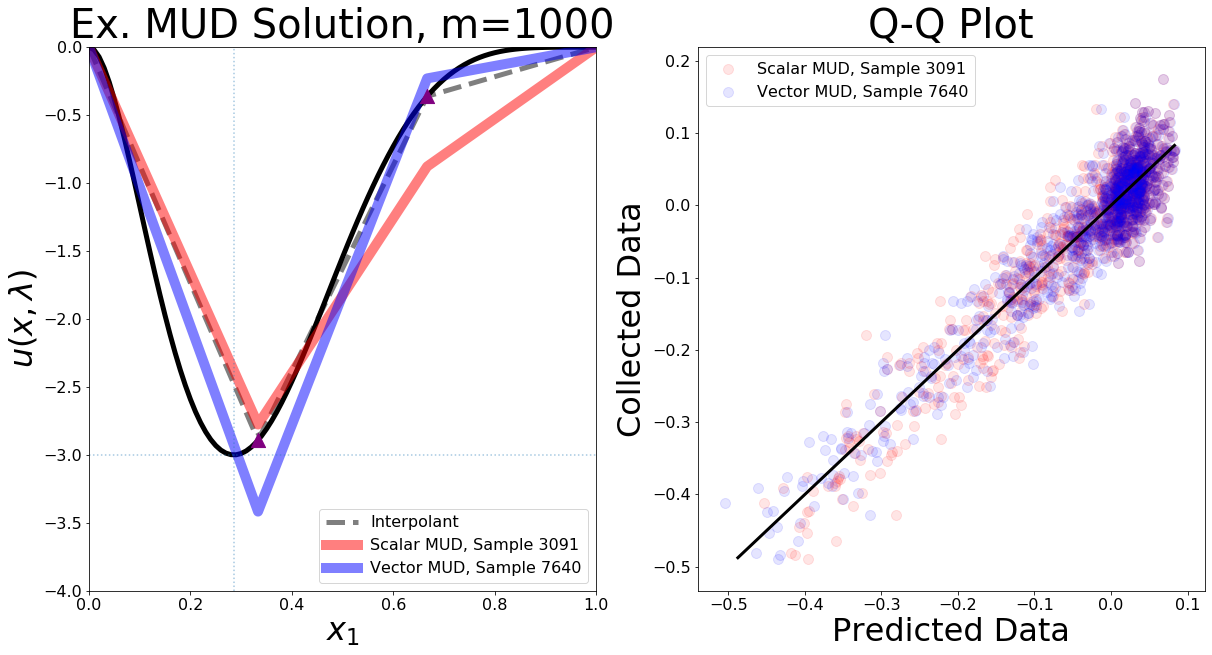 Ex. MUD Solution, m=1000
0.0
−0.5
−1.0
−1.5
−2.0
−2.5
−3.0
−3.5
−4.0
u(x, λ)
Interpolant
Scalar MUD, Sample 3091
Vector MUD, Sample 7640
0.0 0.2 0.4 0.6 0.8 1.0
x₁
Q-Q Plot
Scalar MUD, Sample 3091
Vector MUD, Sample 7640
0.2
0.1
0.0
−0.1
−0.2
−0.3
−0.4
−0.5
Collected Data
−0.5 −0.4 −0.3 −0.2 −0.1 0.0 0.1
Predicted Data